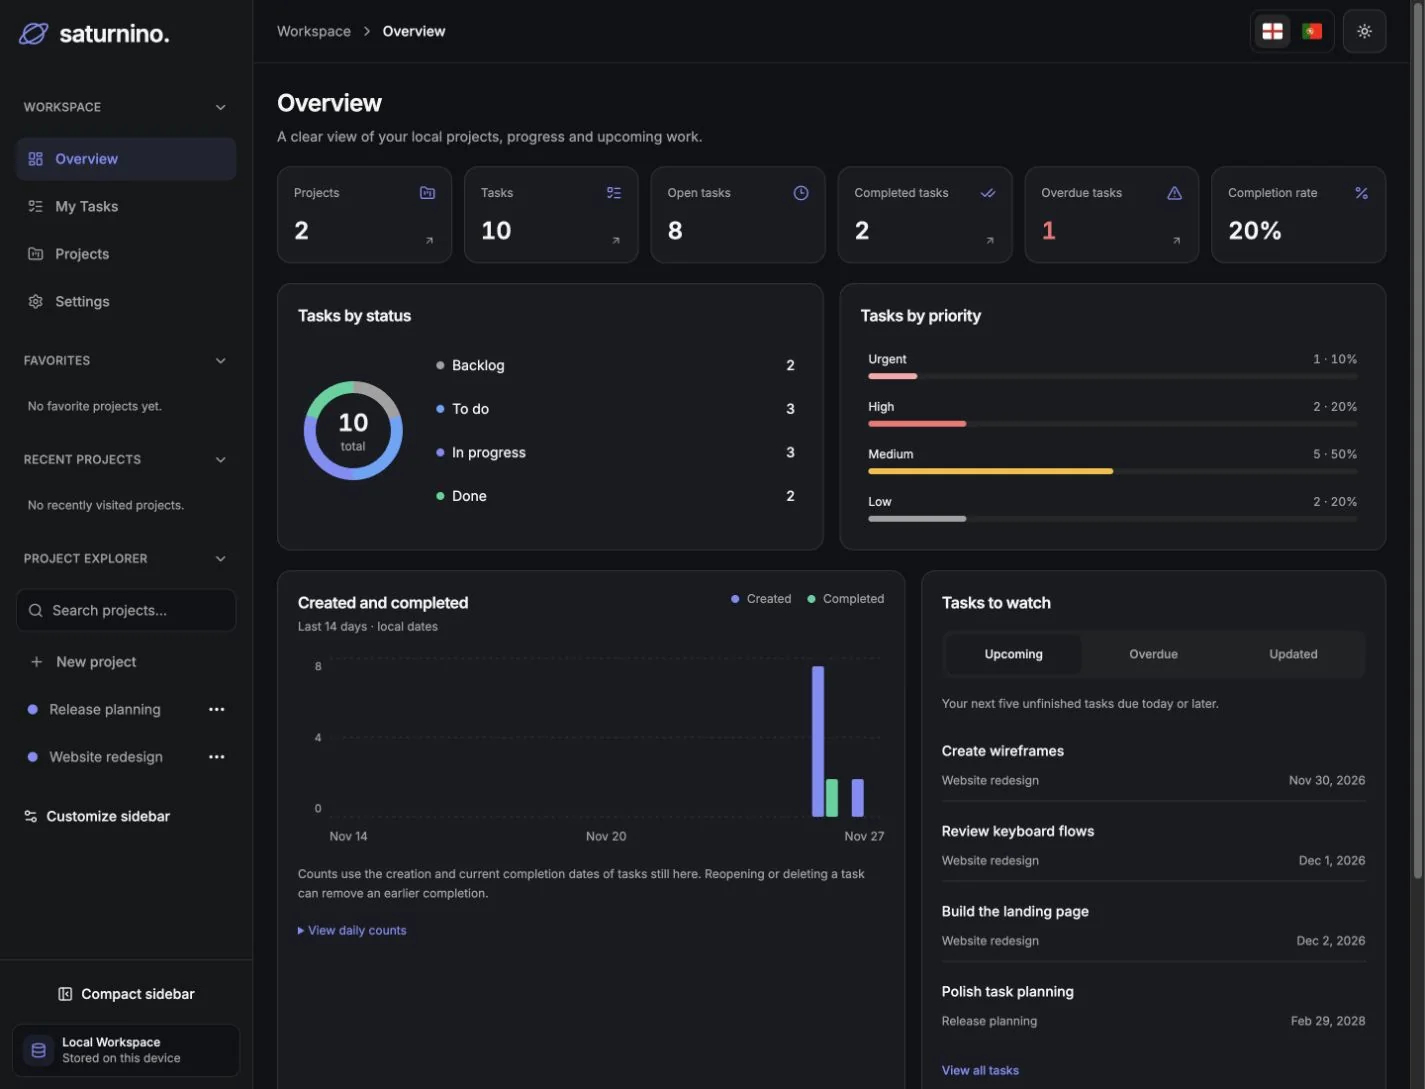 saturnino.
WORKSPACE
Overview
My Tasks
Projects
Settings
FAVORITES
No favorite projects yet.
RECENT PROJECTS
No recently visited projects.
PROJECT EXPLORER
Search projects...
New project
Release planning
Website redesign
Customize sidebar
Compact sidebar
Local Workspace
Stored on this device
Workspace > Overview
Overview
A clear view of your local projects, progress and upcoming work.
Projects
2
Tasks
10
Open tasks
8
Completed tasks
2
Overdue tasks
1
Completion rate
20%
Tasks by status
10
total
Backlog 2
To do 3
In progress 3
Done 2
Tasks by priority
Urgent 1 · 10%
High 2 · 20%
Medium 5 · 50%
Low 2 · 20%
Created and completed
Last 14 days · local dates
Created Completed
8
4
0
Nov 14 Nov 20 Nov 27
Counts use the creation and current completion dates of tasks still here. Reopening or deleting a task
can remove an earlier completion.
View daily counts
Tasks to watch
Upcoming Overdue Updated
Your next five unfinished tasks due today or later.
Create wireframes
Website redesign Nov 30, 2026
Review keyboard flows
Website redesign Dec 1, 2026
Build the landing page
Website redesign Dec 2, 2026
Polish task planning
Release planning Feb 29, 2028
View all tasks